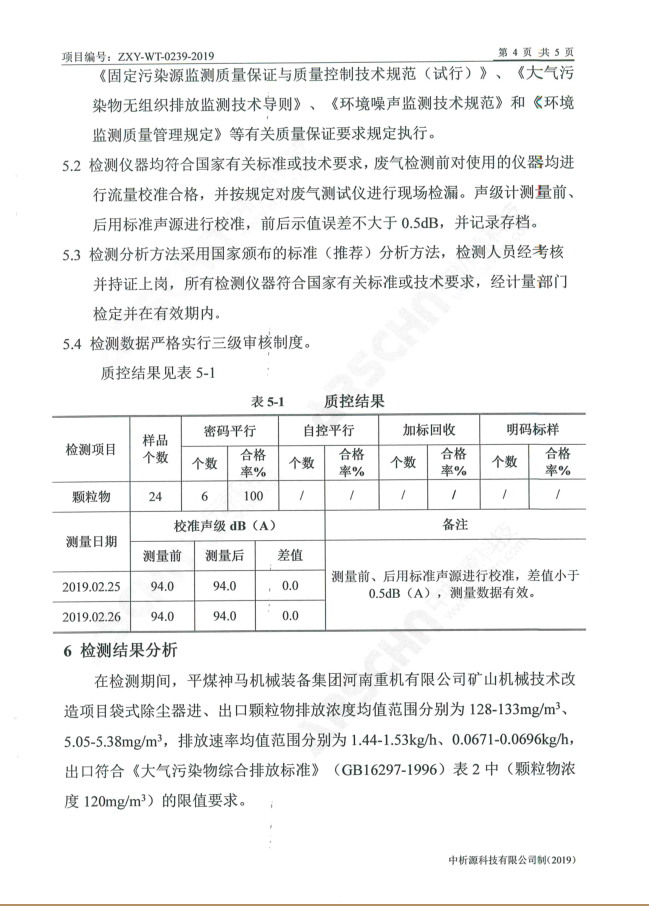 项目编号：ZXY-WT-0239-2019
第 4 页 共 5 页
《固定污染源监测质量保证与质量控制技术规范（试行）》、《大气污
染物无组织排放监测技术导则》、《环境噪声监测技术规范》和《环境
监测质量管理规定》等有关质量保证要求规定执行。
5.2 检测仪器均符合国家有关标准或技术要求，废气检测前对使用的仪器均进
行流量校准合格，并按规定对废气测试仪进行现场检漏。声级计测量前、
后用标准声源进行校准，前后示值误差不大于 0.5dB，并记录存档。
5.3 检测分析方法采用国家颁布的标准（推荐）分析方法，检测人员经考核
并持证上岗，所有检测仪器符合国家有关标准或技术要求，经计量部门
检定并在有效期内。
5.4 检测数据严格实行三级审核制度。
质控结果见表 5-1
表 5-1 质控结果
检测项目 样品个数 密码平行 自控平行 加标回收 明码标样
个数 合格率% 个数 合格率% 个数 合格率% 个数 合格率%
颗粒物 24 6 100 / / / / / /
测量日期 校准声级 dB（A） 备注
测量前 测量后 差值
2019.02.25 94.0 94.0 0.0
测量前、后用标准声源进行校准，差值小于
0.5dB（A），测量数据有效。
2019.02.26 94.0 94.0 0.0
6 检测结果分析
在检测期间，平煤神马机械装备集团河南重机有限公司矿山机械技术改
造项目袋式除尘器进、出口颗粒物排放浓度均值范围分别为 128-133mg/m³、
5.05-5.38mg/m³，排放速率均值范围分别为 1.44-1.53kg/h、0.0671-0.0696kg/h，
出口符合《大气污染物综合排放标准》（GB16297-1996）表 2 中（颗粒物浓
度 120mg/m³）的限值要求。
中析源科技有限公司制(2019)